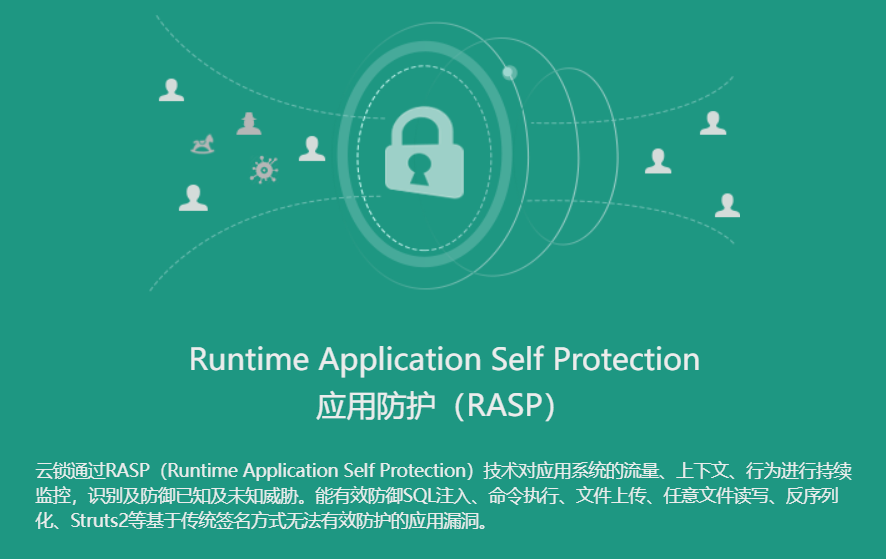 Runtime Application Self Protection
应用防护（RASP）
云锁通过RASP（Runtime Application Self Protection）技术对应用系统的流量、上下文、行为进行持续
监控，识别及防御已知及未知威胁。能有效防御SQL注入、命令执行、文件上传、任意文件读写、反序列
化、Struts2等基于传统签名方式无法有效防护的应用漏洞。